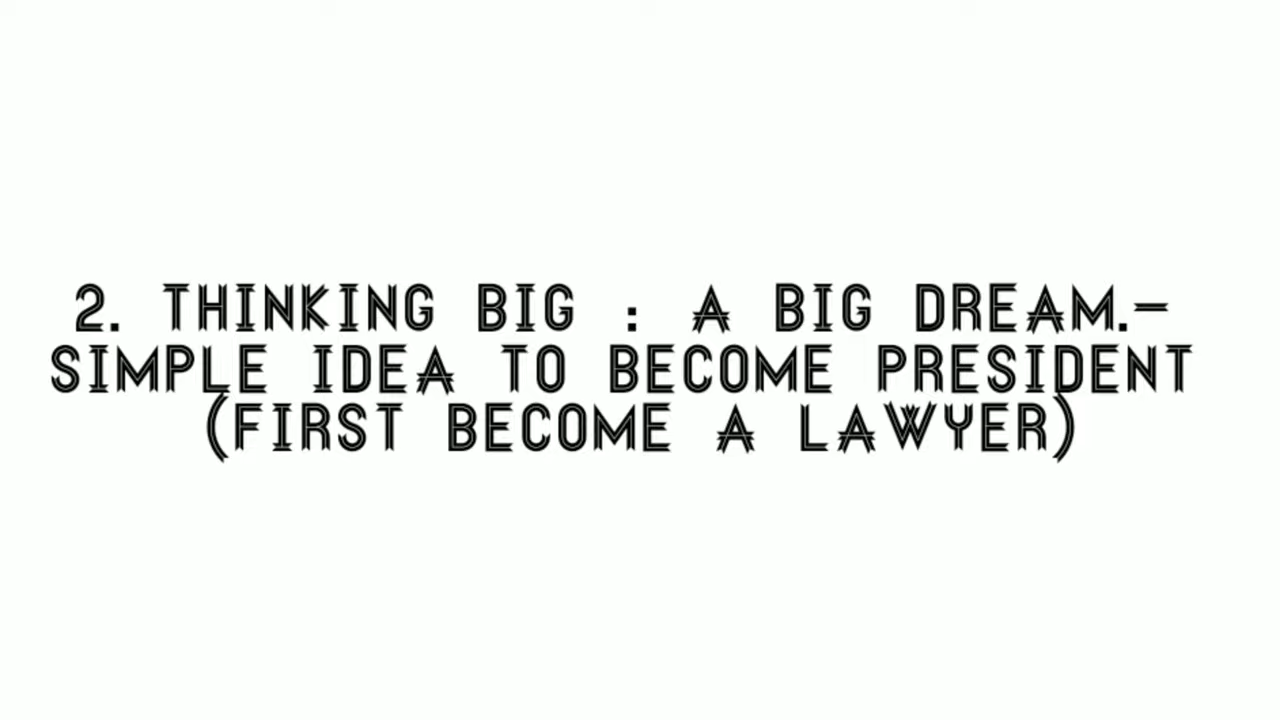 2. THINKING BIG : A BIG DREAM.-
SIMPLE IDEA TO BECOME PRESIDENT
(FIRST BECOME A LAWYER)